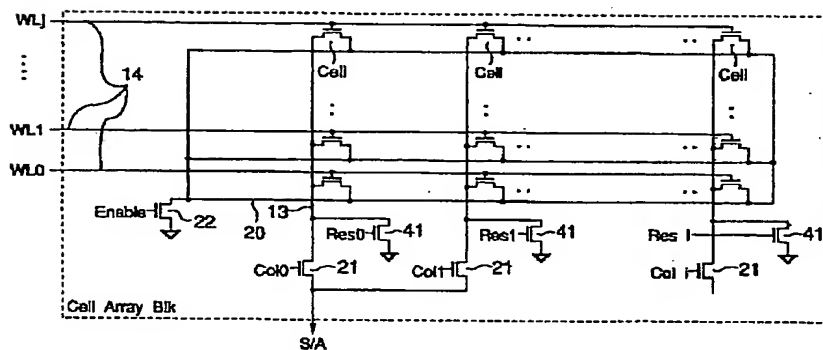 WLJ
14
Cell
Cell
Cell
WL1
WL0
Enable
22
20
13
Res0
41
Res1
41
Res i
41
Col0
21
Col1
21
Col i
21
Cell Array Blk
S/A